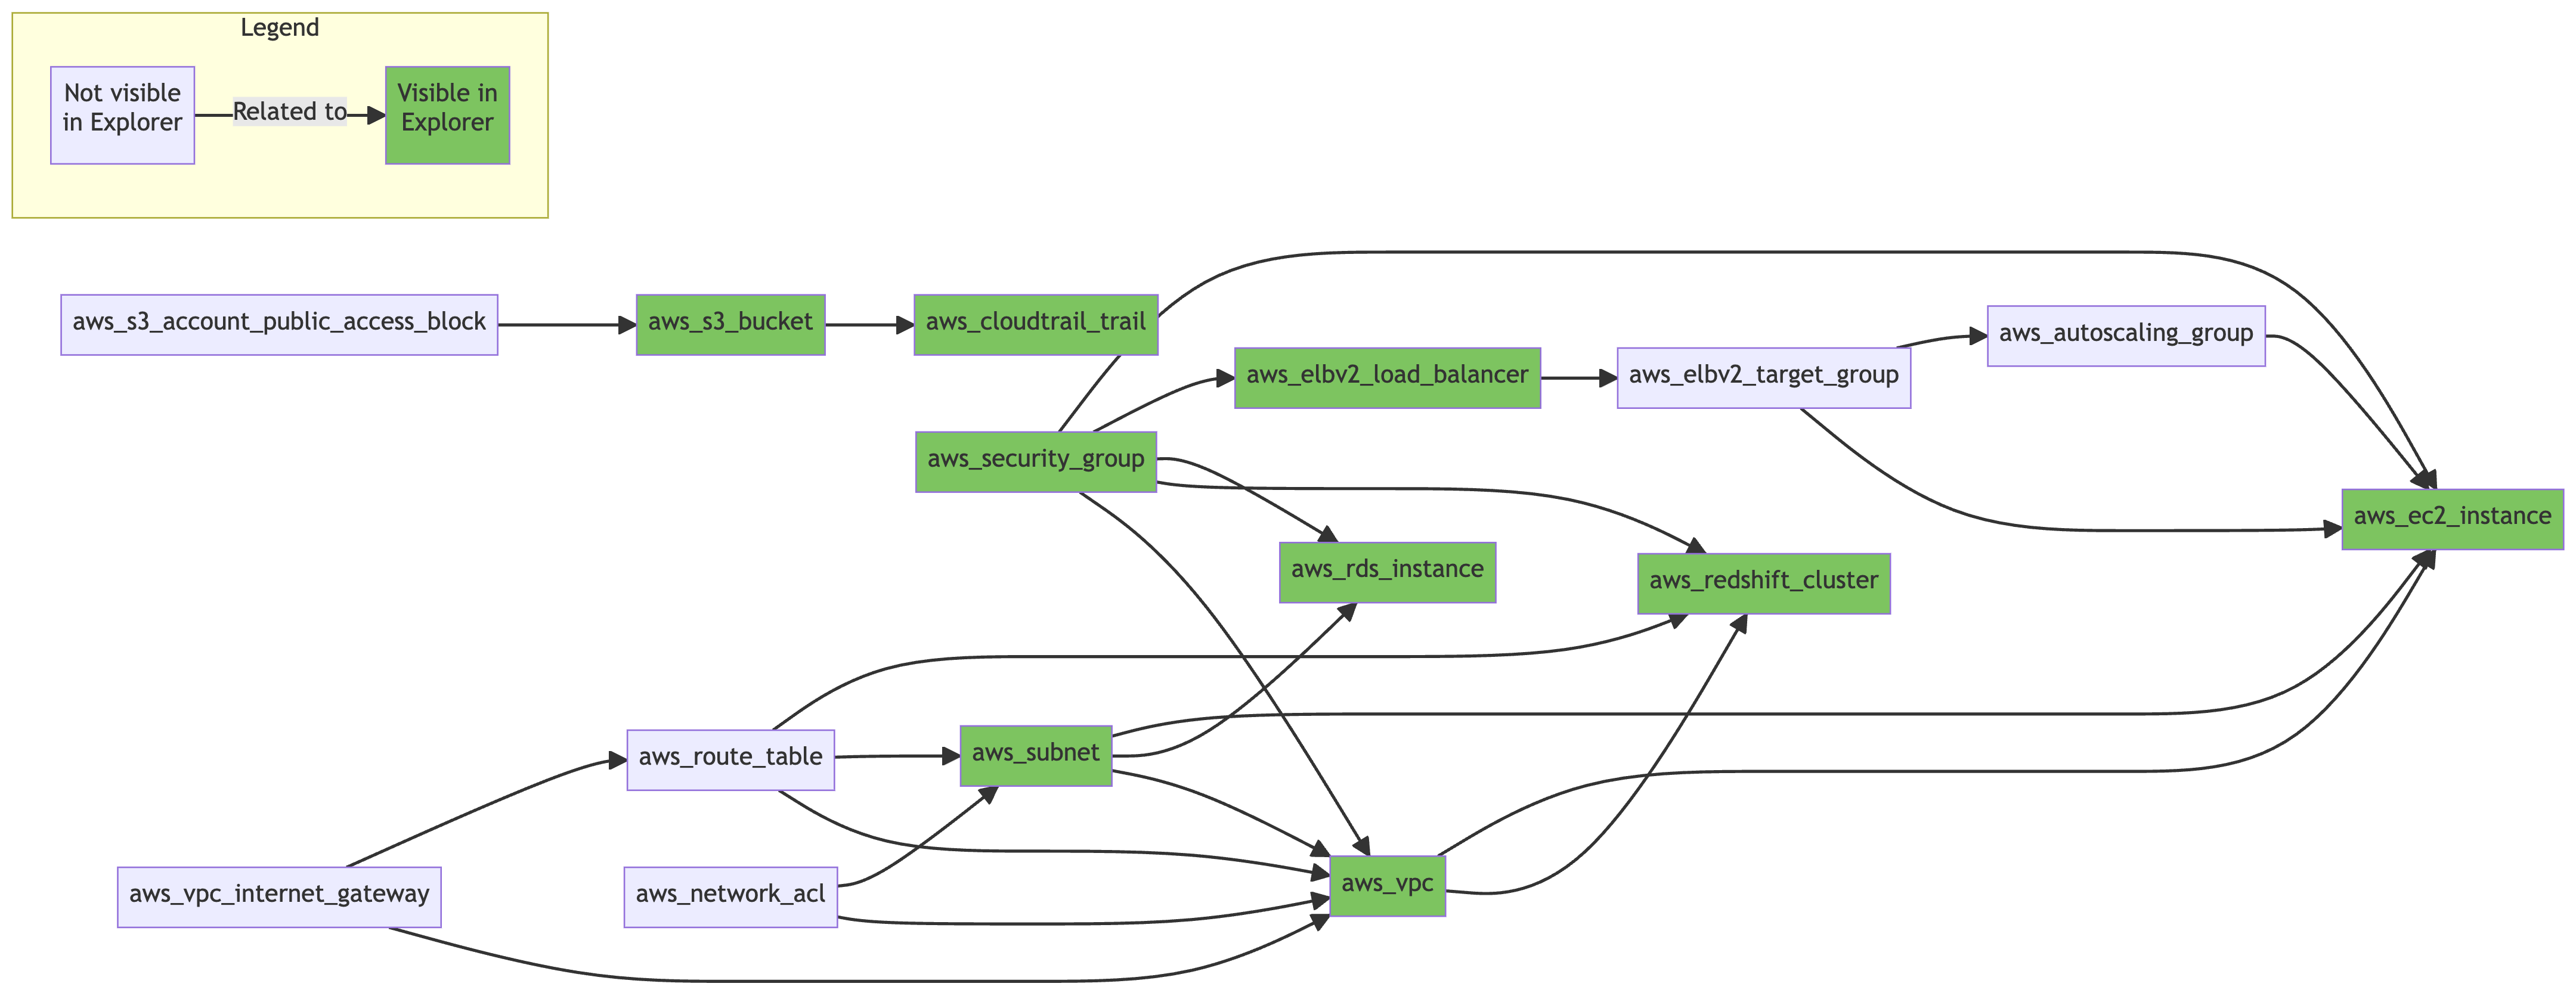 Legend
Not visible
in Explorer
Related to
Visible in
Explorer
aws_s3_account_public_access_block
aws_s3_bucket
aws_cloudtrail_trail
aws_autoscaling_group
aws_elbv2_load_balancer
aws_elbv2_target_group
aws_security_group
aws_ec2_instance
aws_rds_instance
aws_redshift_cluster
aws_route_table
aws_subnet
aws_vpc_internet_gateway
aws_network_acl
aws_vpc